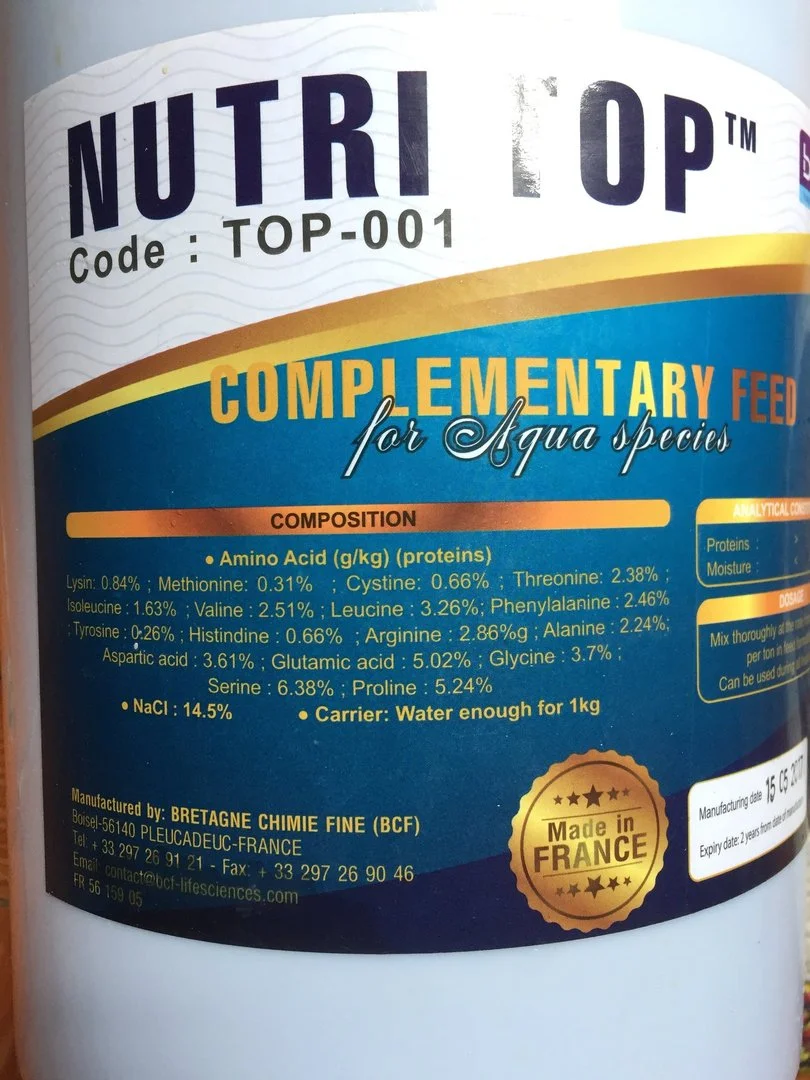 NUTRI TOP™
Code : TOP-001
COMPLEMENTARY FEED
for Aqua species
COMPOSITION
• Amino Acid (g/kg) (proteins)
Lysin: 0.84% ; Methionine: 0.31% ; Cystine: 0.66% ; Threonine: 2.38% ;
Isoleucine : 1.63% ; Valine : 2.51% ; Leucine : 3.26%; Phenylalanine : 2.46%
; Tyrosine : 0.26% ; Histindine : 0.66% ; Arginine : 2.86%g ; Alanine : 2.24%;
Aspartic acid : 3.61% ; Glutamic acid : 5.02% ; Glycine : 3.7% ;
Serine : 6.38% ; Proline : 5.24%
• NaCl : 14.5% • Carrier: Water enough for 1kg
ANALYTICAL
Proteins : >
Moisture : <
DOSAGE
Mix thoroughly at the
per ton in feed
Can be used during
Manufactured by: BRETAGNE CHIMIE FINE (BCF)
Boisel-56140 PLEUCADEUC-FRANCE
Tel: + 33 297 26 91 21 - Fax: + 33 297 26 90 46
Email: contact@bcf-lifesciences.com
FR 56 159 05
Made in
FRANCE
Manufacturing date 15 05 2017
Expiry date: 2 years from date of